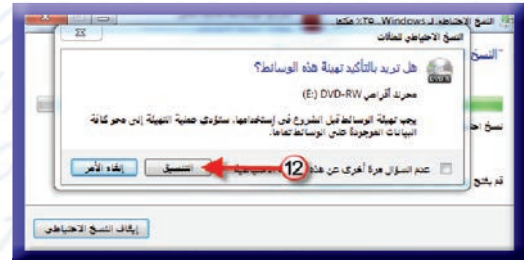 النسخ الاحتياطي لـ Windows ٢٥٪ مكتملة
النسخ الاحتياطي للملفات
هل تريد بالتأكيد تهيئة هذه الوسائط؟
محرك أقراص DVD-RW (E:)
يجب تهيئة الوسائط قبل الشروع في إستخدامها. ستؤدي عملية التهيئة إلى محو كافة
البيانات الموجودة على الوسائط تماما.
عدم السؤال مرة أخرى عن هذه
12
التنسيق
إلغاء الأمر
إيقاف النسخ الاحتياطي